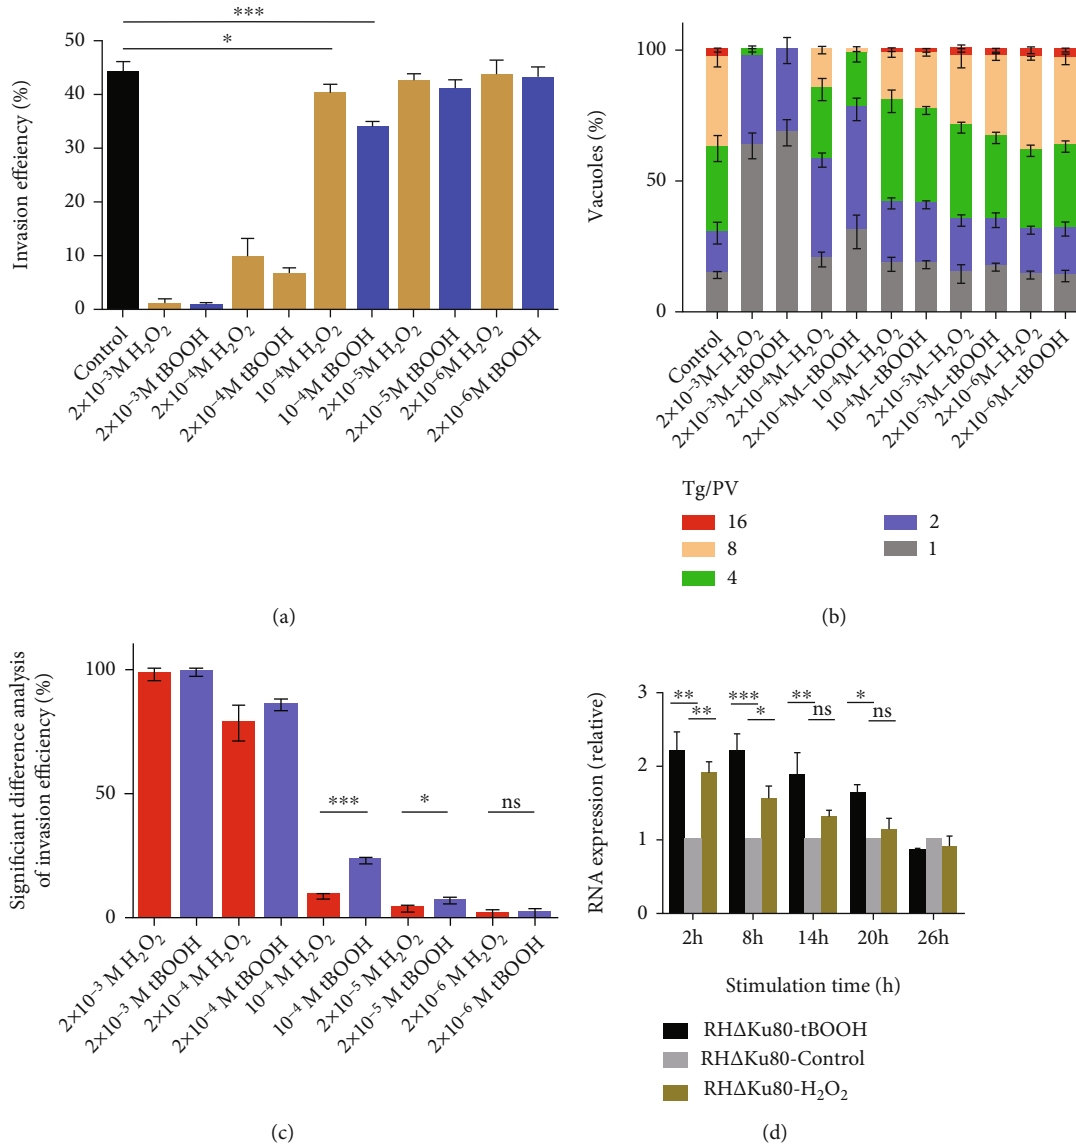 ***
*
50
40
30
20
10
0
Invasion effeiency (%)
Control
2×10⁻³M H₂O₂
2×10⁻³M tBOOH
2×10⁻⁴M H₂O₂
2×10⁻⁴M tBOOH
10⁻⁴M H₂O₂
10⁻⁴M tBOOH
2×10⁻⁵M H₂O₂
2×10⁻⁵M tBOOH
2×10⁻⁶M H₂O₂
2×10⁻⁶M tBOOH
(a)
100
50
0
Vacuoles (%)
Control
2×10⁻³M–H₂O₂
2×10⁻³M–tBOOH
2×10⁻⁴M–H₂O₂
2×10⁻⁴M–tBOOH
10⁻⁴M–H₂O₂
10⁻⁴M–tBOOH
2×10⁻⁵M–H₂O₂
2×10⁻⁵M–tBOOH
2×10⁻⁶M–H₂O₂
2×10⁻⁶M–tBOOH
Tg/PV
16
8
4
2
1
(b)
Significiant difference analysis
of invasion efficiency (%)
100
50
0
***
*
ns
2×10⁻³ M H₂O₂
2×10⁻³ M tBOOH
2×10⁻⁴ M H₂O₂
2×10⁻⁴ M tBOOH
10⁻⁴ M H₂O₂
10⁻⁴ M tBOOH
2×10⁻⁵ M H₂O₂
2×10⁻⁵ M tBOOH
2×10⁻⁶ M H₂O₂
2×10⁻⁶ M tBOOH
(c)
RNA expression (relative)
3
2
1
0
** *** ** *
** * ns ns
2h 8h 14h 20h 26h
Stimulation time (h)
RHΔKu80-tBOOH
RHΔKu80-Control
RHΔKu80-H₂O₂
(d)